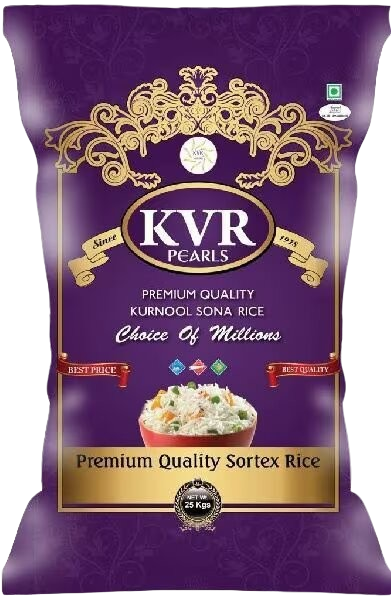 KVR
Since
KVR
1978
PEARLS
PREMIUM QUALITY
KURNOOL SONA RICE
Choice Of Millions
BEST PRICE
BEST QUALITY
Premium Quality Sortex Rice
NET Wt.
25 Kgs